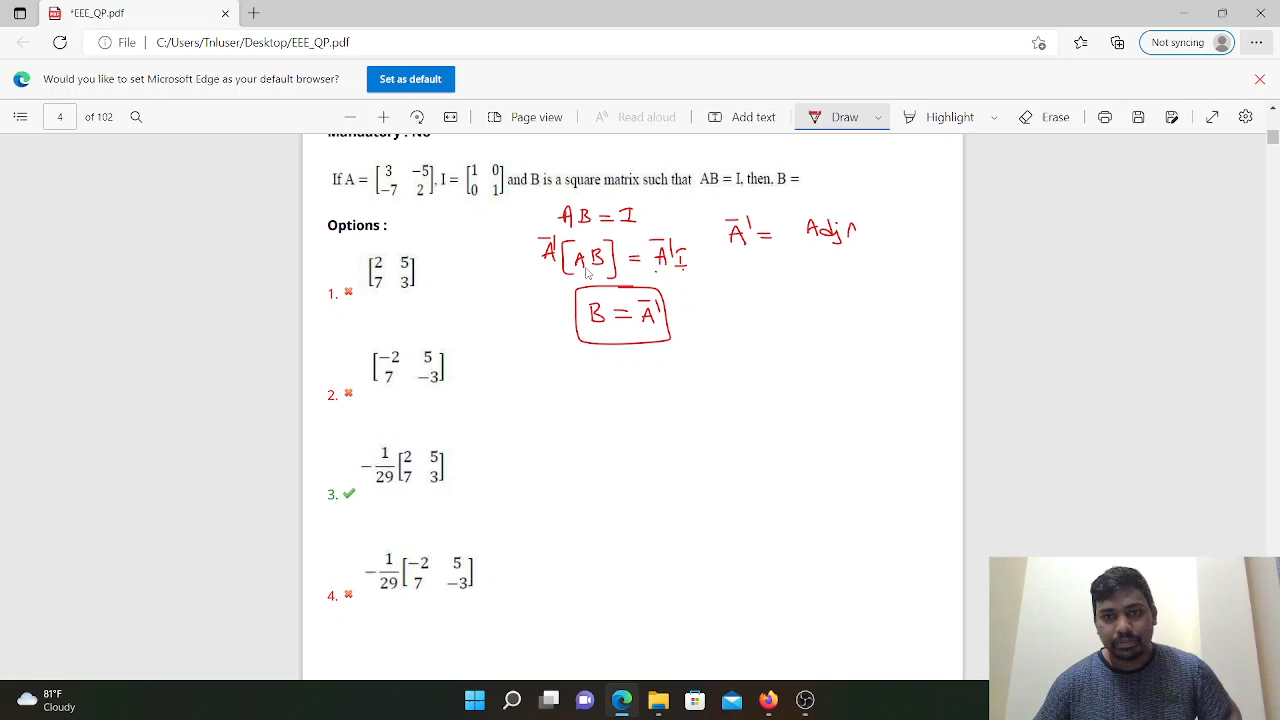 *EEE_QP.pdf
File C:/Users/Tnluser/Desktop/EEE_QP.pdf
Not syncing
Would you like to set Microsoft Edge as your default browser? Set as default
4 of 102 Page view Read aloud Add text Draw Highlight Erase
Mandatory : No
If A = [3 −5; −7 2], I = [1 0; 0 1] and B is a square matrix such that AB = I, then, B =
Options :
AB = I
A⁻¹[AB] = A⁻¹I
B = A⁻¹
A⁻¹ = Adj
1. [2 5; 7 3]
2. [−2 5; 7 −3]
3. −1/29 [2 5; 7 3]
4. −1/29 [−2 5; 7 −3]
81°F
Cloudy